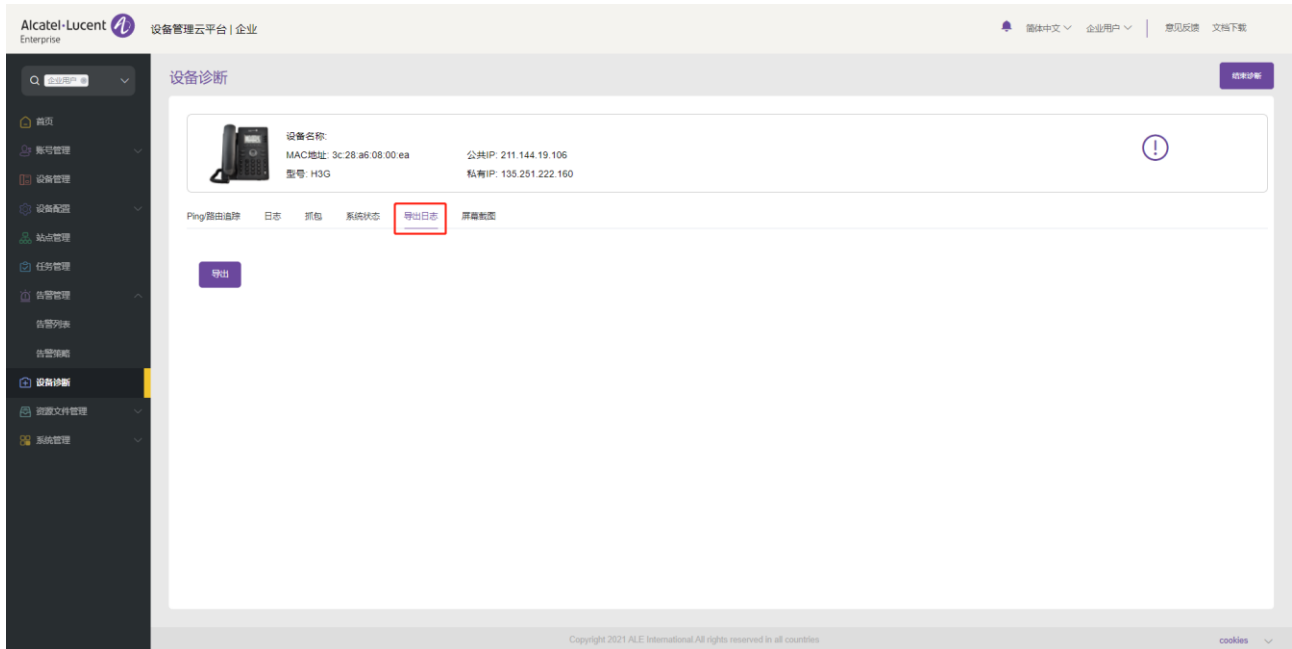 Alcatel·Lucent
Enterprise
设备管理云平台 | 企业
简体中文
企业用户
意见反馈
文档下载
企业用户
设备诊断
结束诊断
首页
账号管理
设备管理
设备配置
站点管理
任务管理
告警管理
告警列表
告警策略
设备诊断
资源文件管理
系统管理
设备名称:
MAC地址: 3c:28:a6:08:00:ea
公共IP: 211.144.19.106
型号: H3G
私有IP: 135.251.222.160
Ping/路由追踪 日志 抓包 系统状态 导出日志 屏幕截图
导出
Copyright 2021 ALE International.All rights reserved in all countries
cookies